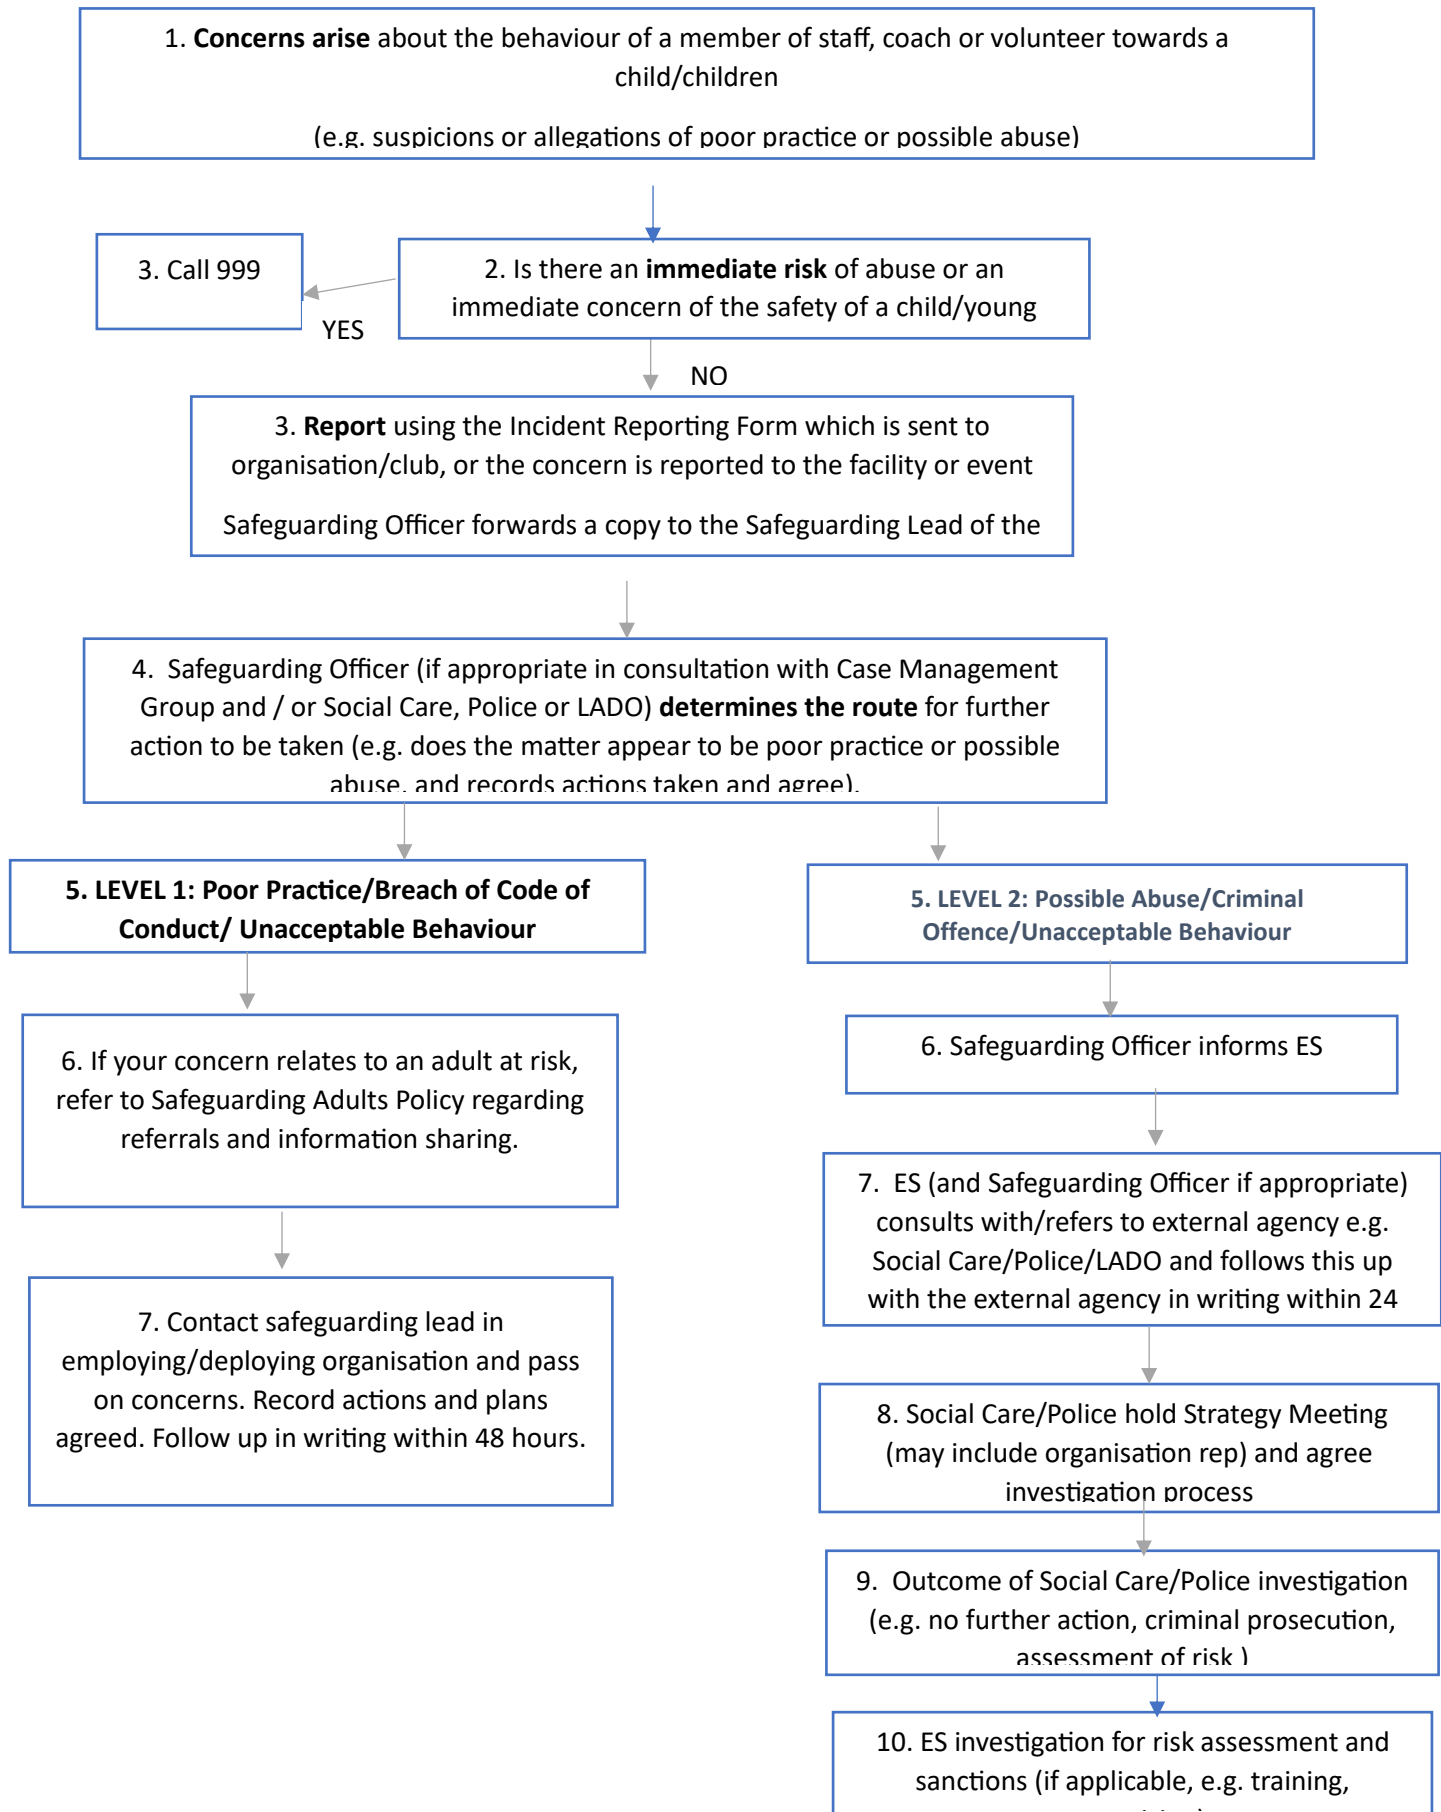 1. Concerns arise about the behaviour of a member of staff, coach or volunteer towards a
child/children
(e.g. suspicions or allegations of poor practice or possible abuse)
3. Call 999
2. Is there an immediate risk of abuse or an
immediate concern of the safety of a child/young
YES
NO
3. Report using the Incident Reporting Form which is sent to
organisation/club, or the concern is reported to the facility or event
Safeguarding Officer forwards a copy to the Safeguarding Lead of the
4. Safeguarding Officer (if appropriate in consultation with Case Management
Group and / or Social Care, Police or LADO) determines the route for further
action to be taken (e.g. does the matter appear to be poor practice or possible
abuse, and records actions taken and agree).
5. LEVEL 1: Poor Practice/Breach of Code of
Conduct/ Unacceptable Behaviour
5. LEVEL 2: Possible Abuse/Criminal
Offence/Unacceptable Behaviour
6. If your concern relates to an adult at risk,
refer to Safeguarding Adults Policy regarding
referrals and information sharing.
6. Safeguarding Officer informs ES
7. ES (and Safeguarding Officer if appropriate)
consults with/refers to external agency e.g.
Social Care/Police/LADO and follows this up
with the external agency in writing within 24
7. Contact safeguarding lead in
employing/deploying organisation and pass
on concerns. Record actions and plans
agreed. Follow up in writing within 48 hours.
8. Social Care/Police hold Strategy Meeting
(may include organisation rep) and agree
investigation process
9. Outcome of Social Care/Police investigation
(e.g. no further action, criminal prosecution,
assessment of risk )
10. ES investigation for risk assessment and
sanctions (if applicable, e.g. training,